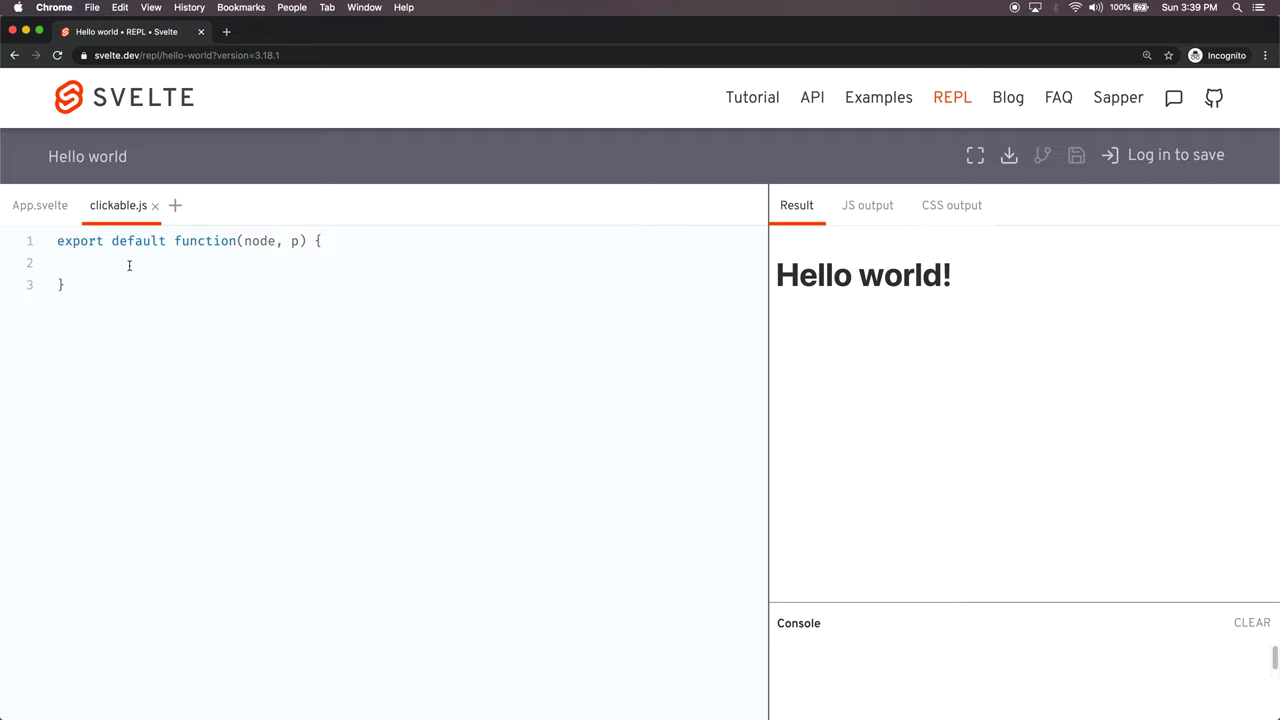 Chrome File Edit View History Bookmarks People Tab Window Help 100% Sun 3:39 PM
Hello world • REPL • Svelte
svelte.dev/repl/hello-world?version=3.18.1 Incognito
SVELTE Tutorial API Examples REPL Blog FAQ Sapper
Hello world Log in to save
App.svelte clickable.js Result JS output CSS output
1 export default function(node, p) {
2
3 }
Hello world!
Console CLEAR